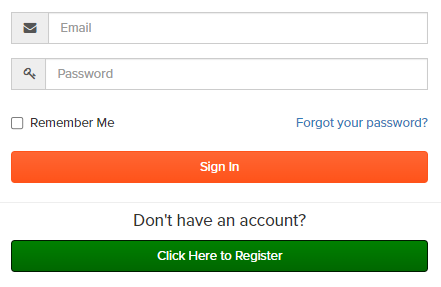 Email
Password
Remember Me Forgot your password?
Sign In
Don't have an account?
Click Here to Register